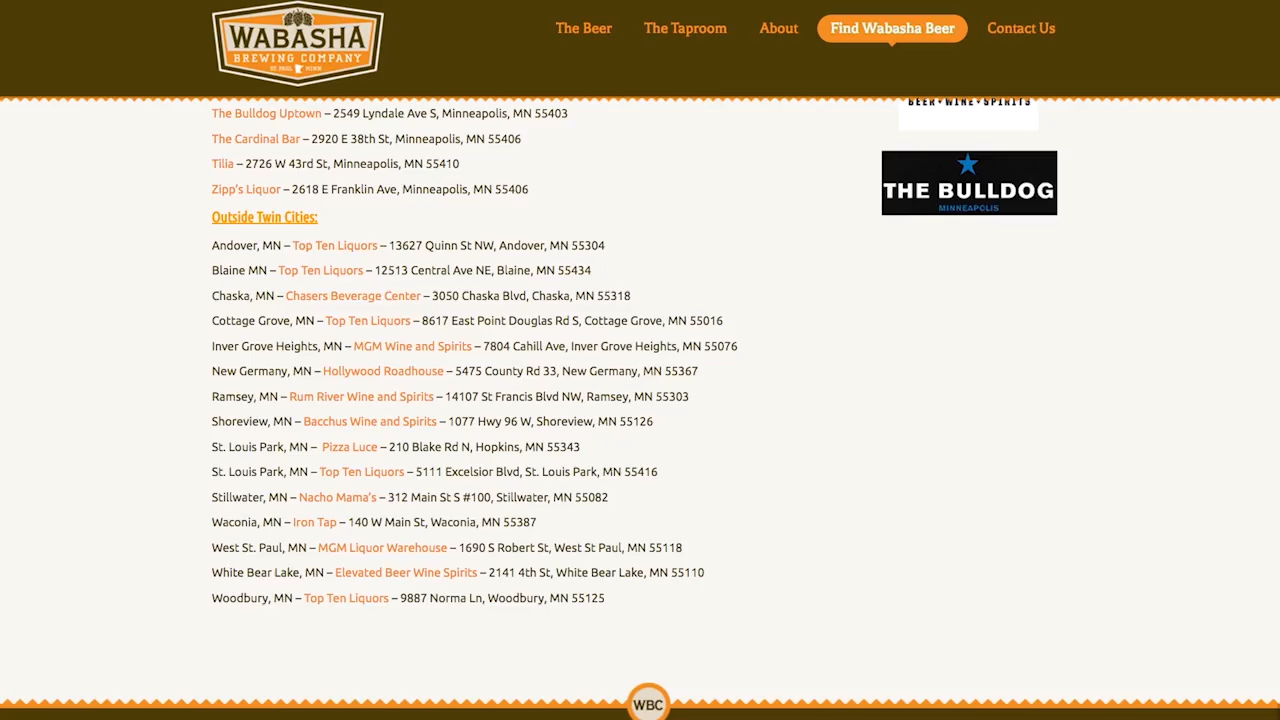 WABASHA
BREWING COMPANY
ST. PAUL MINN
The Beer
The Taproom
About
Find Wabasha Beer
Contact Us
BEER • WINE • SPIRITS
The Bulldog Uptown – 2549 Lyndale Ave S, Minneapolis, MN 55403
The Cardinal Bar – 2920 E 38th St, Minneapolis, MN 55406
Tilia – 2726 W 43rd St, Minneapolis, MN 55410
Zipp's Liquor – 2618 E Franklin Ave, Minneapolis, MN 55406
THE BULLDOG
MINNEAPOLIS
Outside Twin Cities:
Andover, MN – Top Ten Liquors – 13627 Quinn St NW, Andover, MN 55304
Blaine MN – Top Ten Liquors – 12513 Central Ave NE, Blaine, MN 55434
Chaska, MN – Chasers Beverage Center – 3050 Chaska Blvd, Chaska, MN 55318
Cottage Grove, MN – Top Ten Liquors – 8617 East Point Douglas Rd S, Cottage Grove, MN 55016
Inver Grove Heights, MN – MGM Wine and Spirits – 7804 Cahill Ave, Inver Grove Heights, MN 55076
New Germany, MN – Hollywood Roadhouse – 5475 County Rd 33, New Germany, MN 55367
Ramsey, MN – Rum River Wine and Spirits – 14107 St Francis Blvd NW, Ramsey, MN 55303
Shoreview, MN – Bacchus Wine and Spirits – 1077 Hwy 96 W, Shoreview, MN 55126
St. Louis Park, MN – Pizza Luce – 210 Blake Rd N, Hopkins, MN 55343
St. Louis Park, MN – Top Ten Liquors – 5111 Excelsior Blvd, St. Louis Park, MN 55416
Stillwater, MN – Nacho Mama's – 312 Main St S #100, Stillwater, MN 55082
Waconia, MN – Iron Tap – 140 W Main St, Waconia, MN 55387
West St. Paul, MN – MGM Liquor Warehouse – 1690 S Robert St, West St Paul, MN 55118
White Bear Lake, MN – Elevated Beer Wine Spirits – 2141 4th St, White Bear Lake, MN 55110
Woodbury, MN – Top Ten Liquors – 9887 Norma Ln, Woodbury, MN 55125
WBC